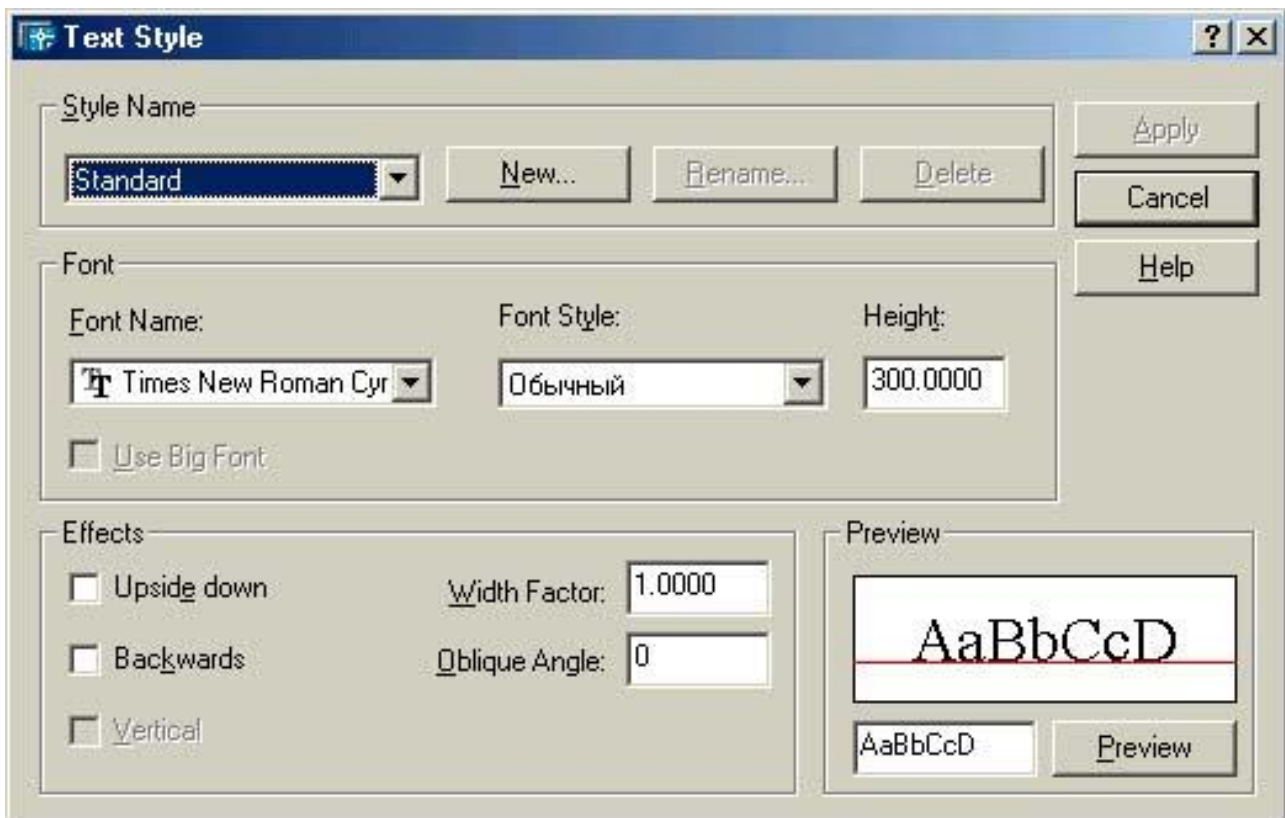 Text Style
Style Name
Standard
New...
Rename...
Delete
Apply
Cancel
Help
Font
Font Name:
Font Style:
Height:
Times New Roman Cyr
Обычный
300.0000
Use Big Font
Effects
Upside down
Width Factor:
1.0000
Backwards
Oblique Angle:
0
Vertical
Preview
AaBbCcD
AaBbCcD
Preview